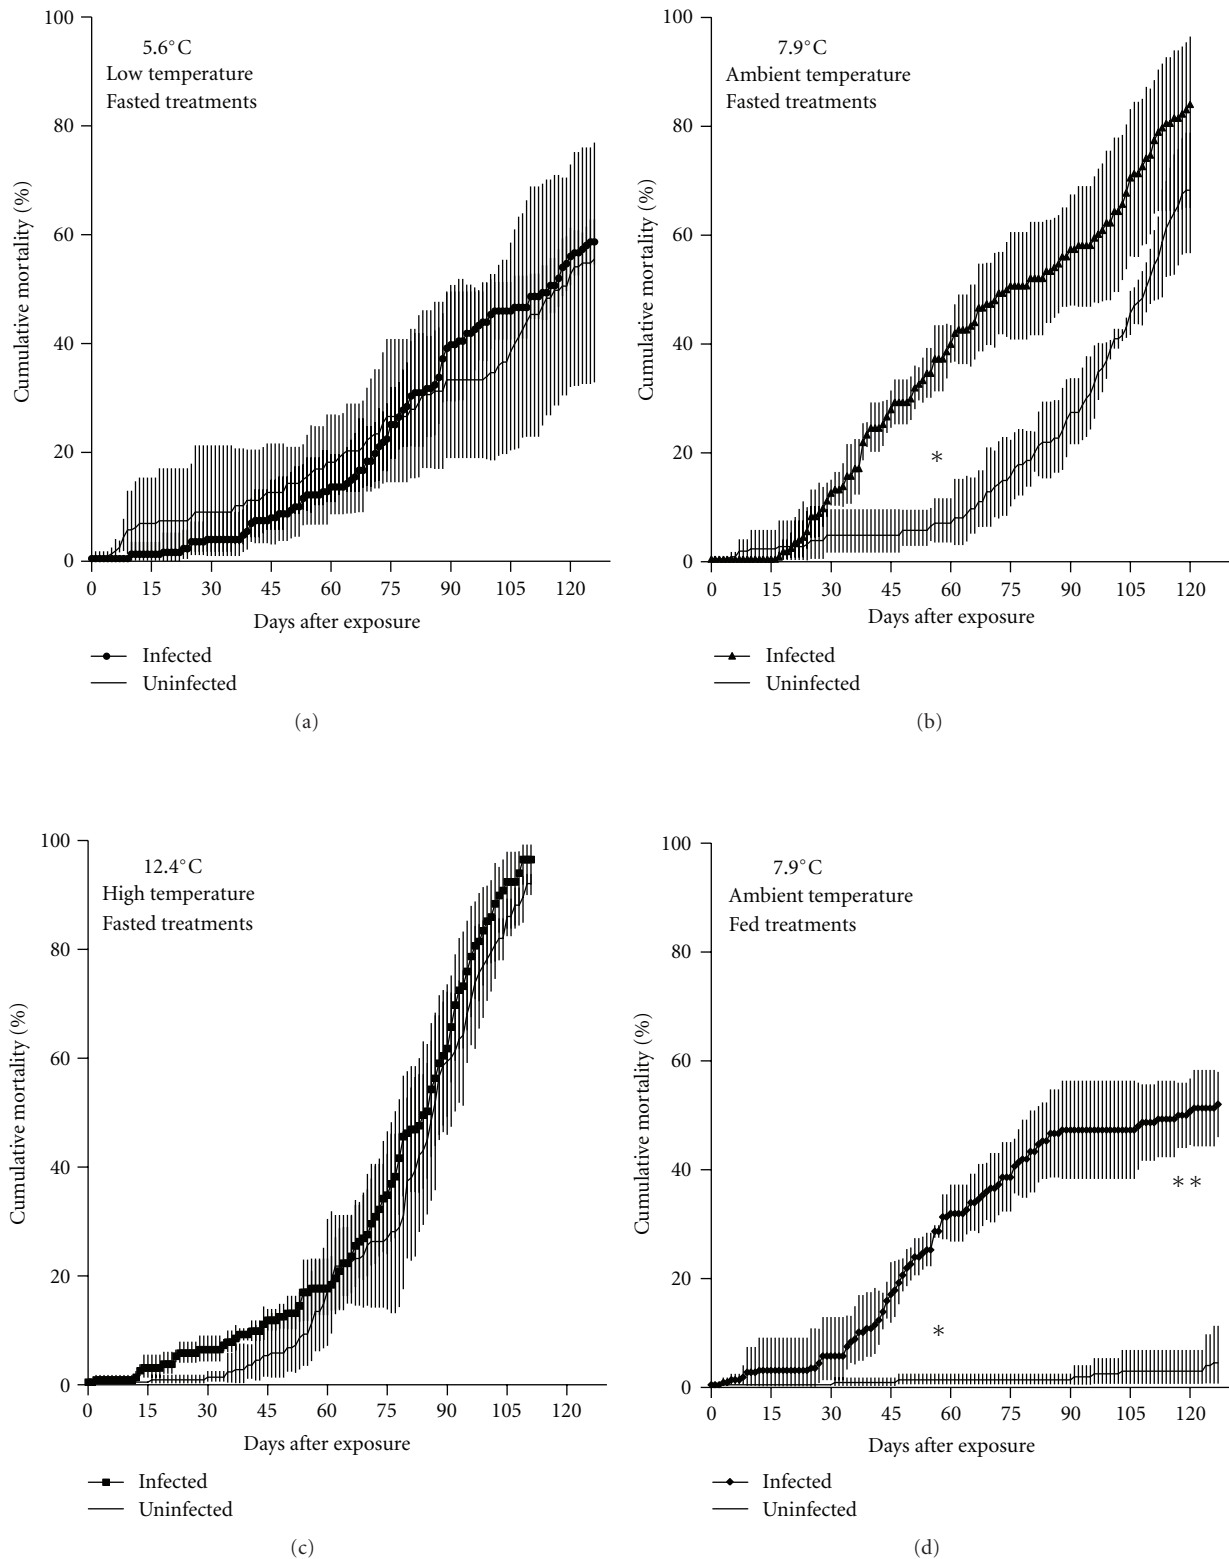 100
80
60
40
20
0
Cumulative mortality (%)
5.6°C
Low temperature
Fasted treatments
0 15 30 45 60 75 90 105 120
Days after exposure
Infected
Uninfected
(a)
100
80
60
40
20
0
Cumulative mortality (%)
7.9°C
Ambient temperature
Fasted treatments
*
0 15 30 45 60 75 90 105 120
Days after exposure
Infected
Uninfected
(b)
100
80
60
40
20
0
Cumulative mortality (%)
12.4°C
High temperature
Fasted treatments
0 15 30 45 60 75 90 105 120
Days after exposure
Infected
Uninfected
(c)
100
80
60
40
20
0
Cumulative mortality (%)
7.9°C
Ambient temperature
Fed treatments
**
*
0 15 30 45 60 75 90 105 120
Days after exposure
Infected
Uninfected
(d)